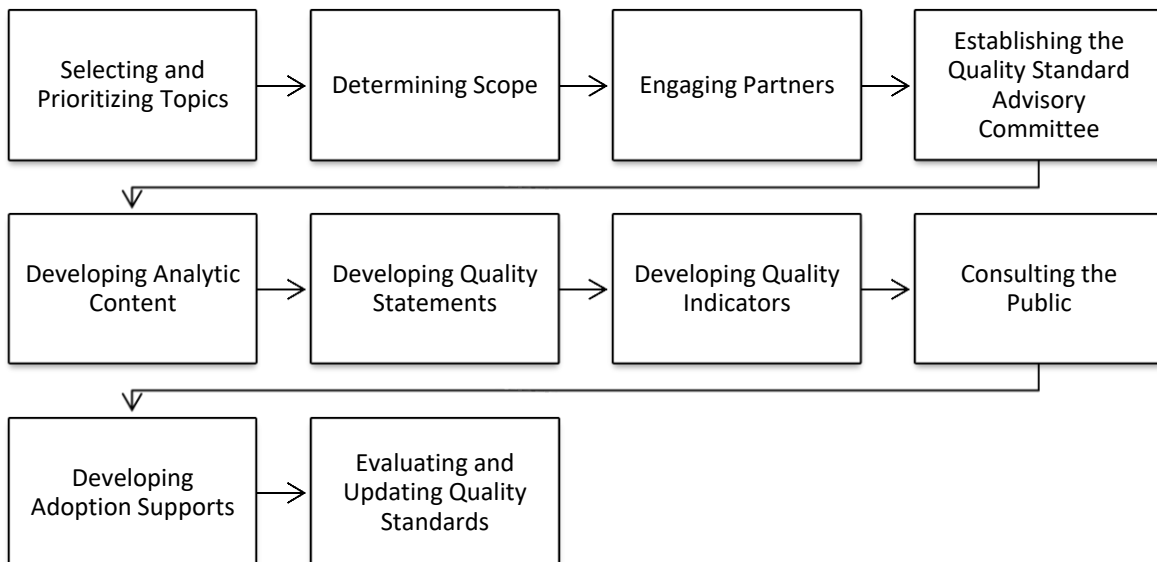 Selecting and
Prioritizing Topics
Determining Scope
Engaging Partners
Establishing the
Quality Standard
Advisory
Committee
Developing Analytic
Content
Developing Quality
Statements
Developing Quality
Indicators
Consulting the
Public
Developing
Adoption Supports
Evaluating and
Updating Quality
Standards